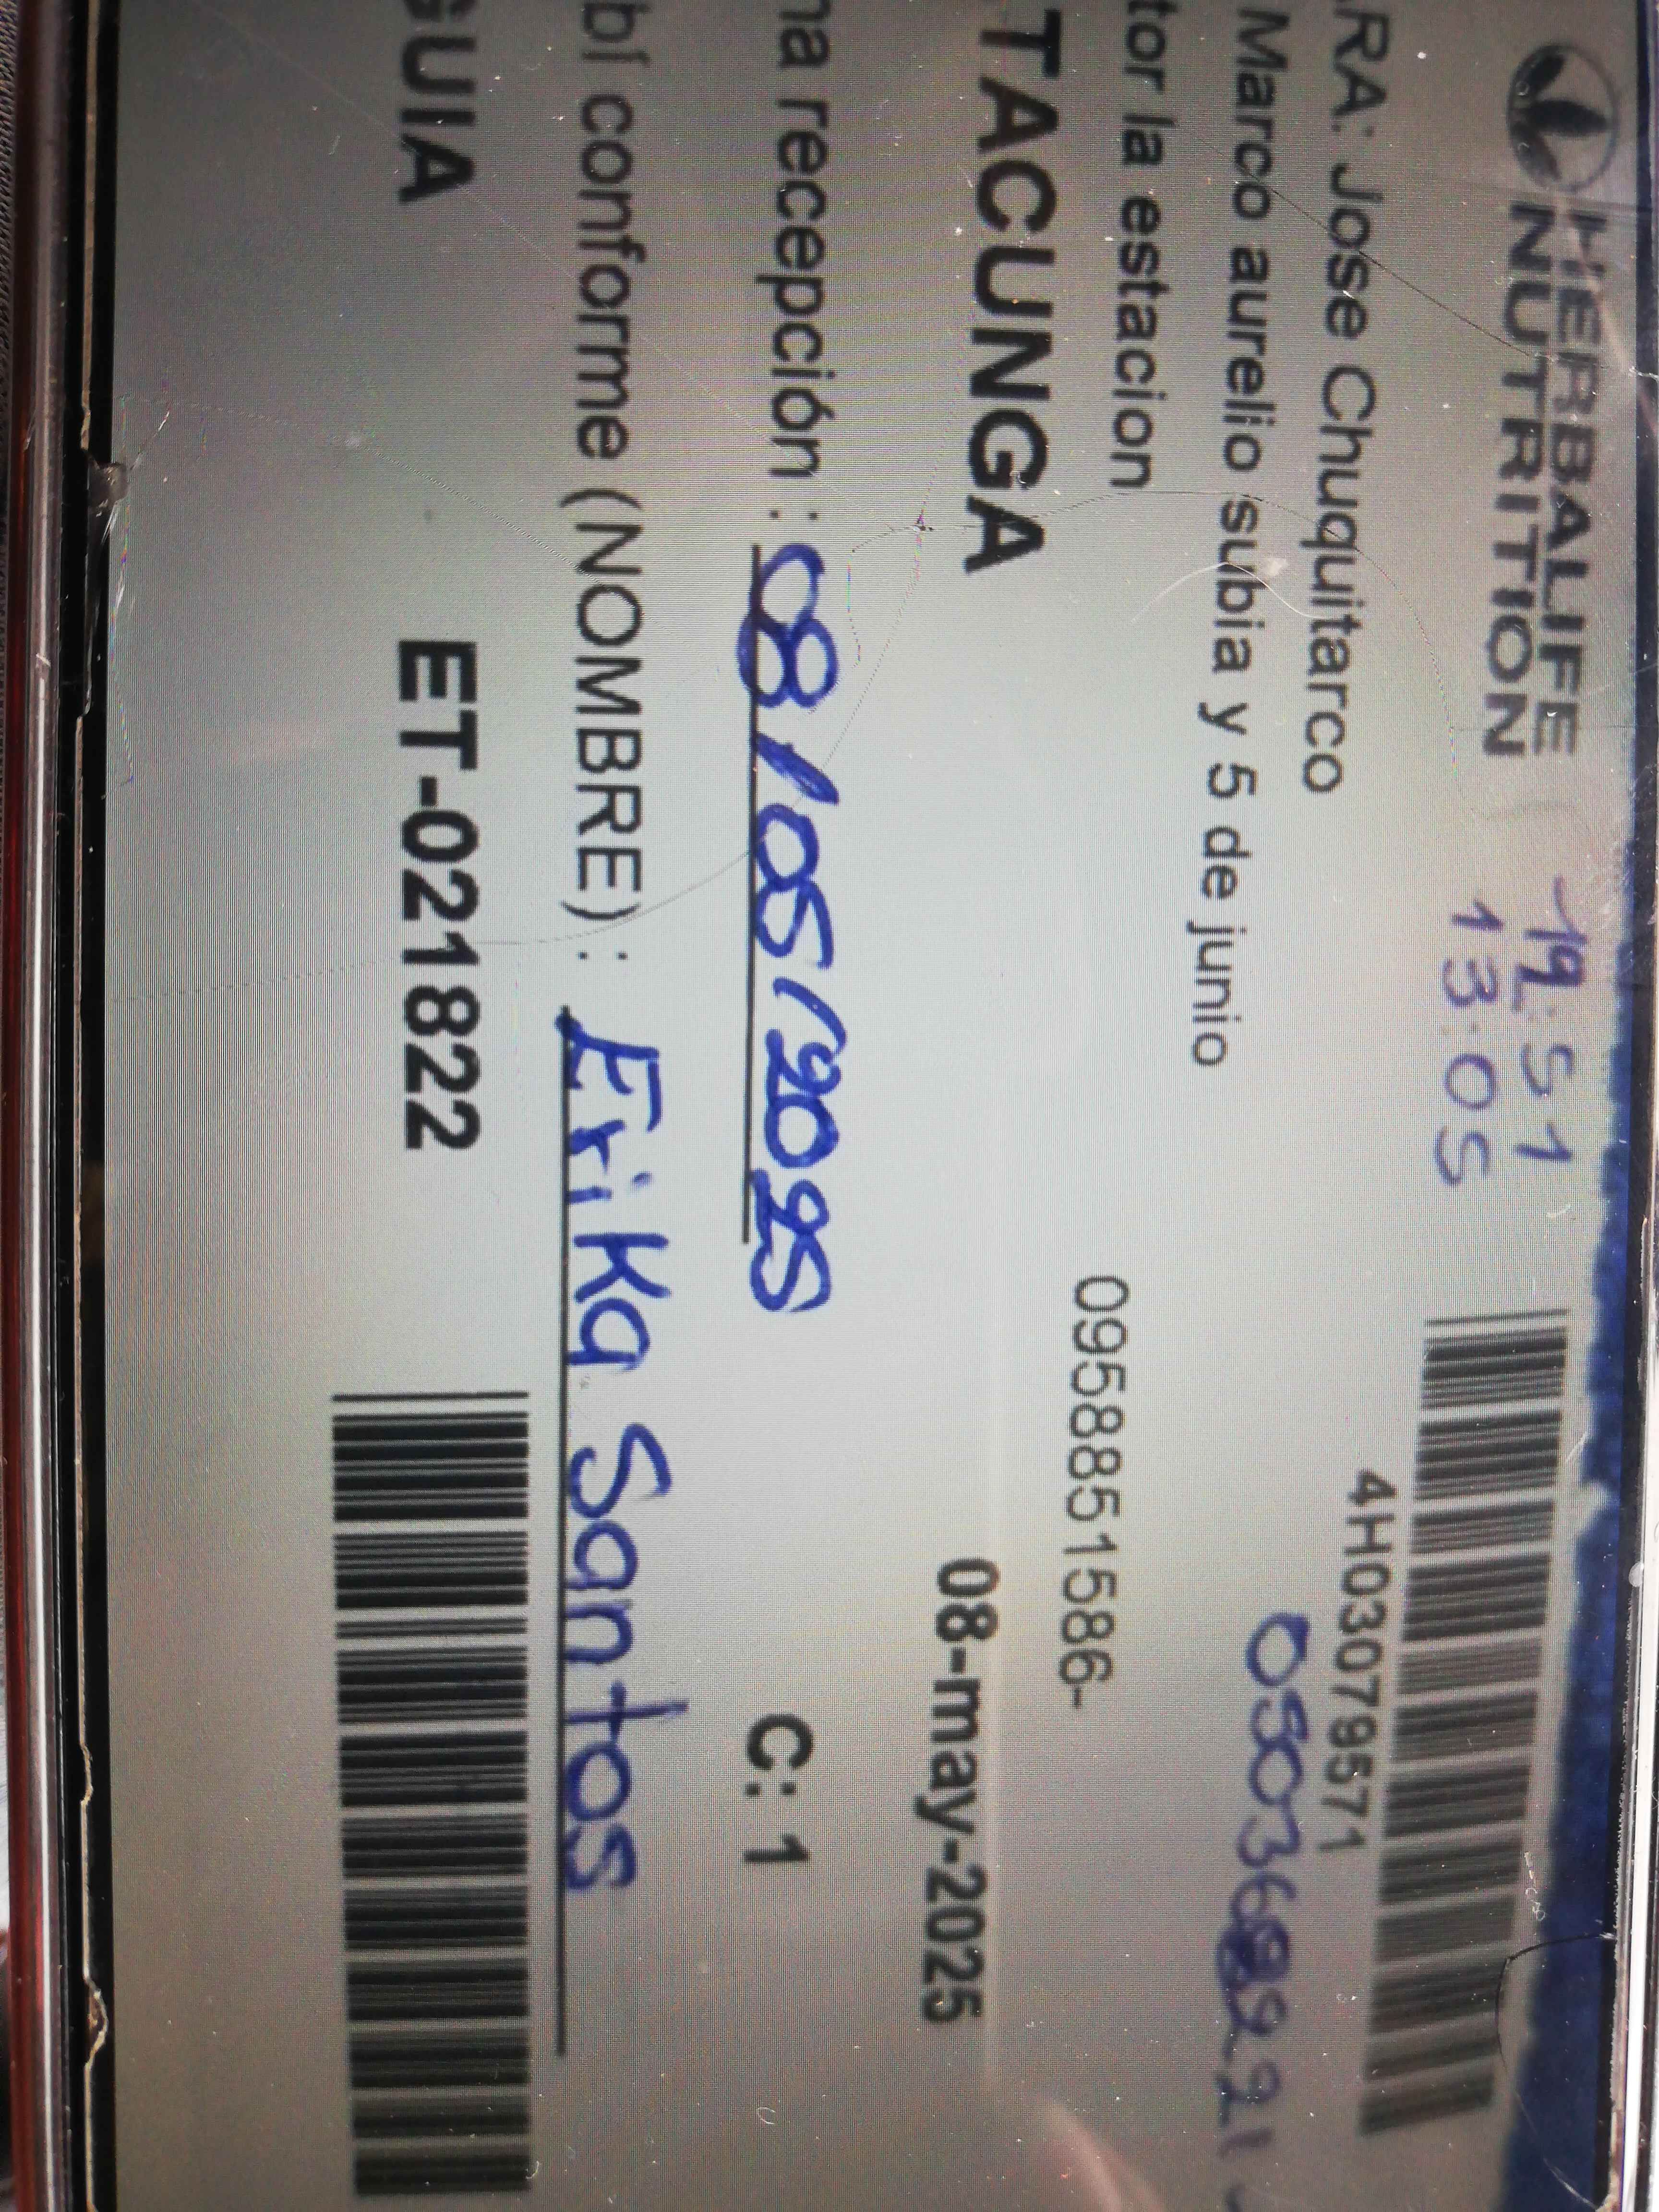 HERBALIFE
NUTRITION
19:51
13:05
4H03079571
RA: Jose Chuquitarco
Marco aurelio subia y 5 de junio
tor la estacion
0958851586-
TACUNGA
08-may-2025
na recepción : 08/05/2025
C: 1
bí conforme (NOMBRE): Erika Santos
GUIA ET-021822